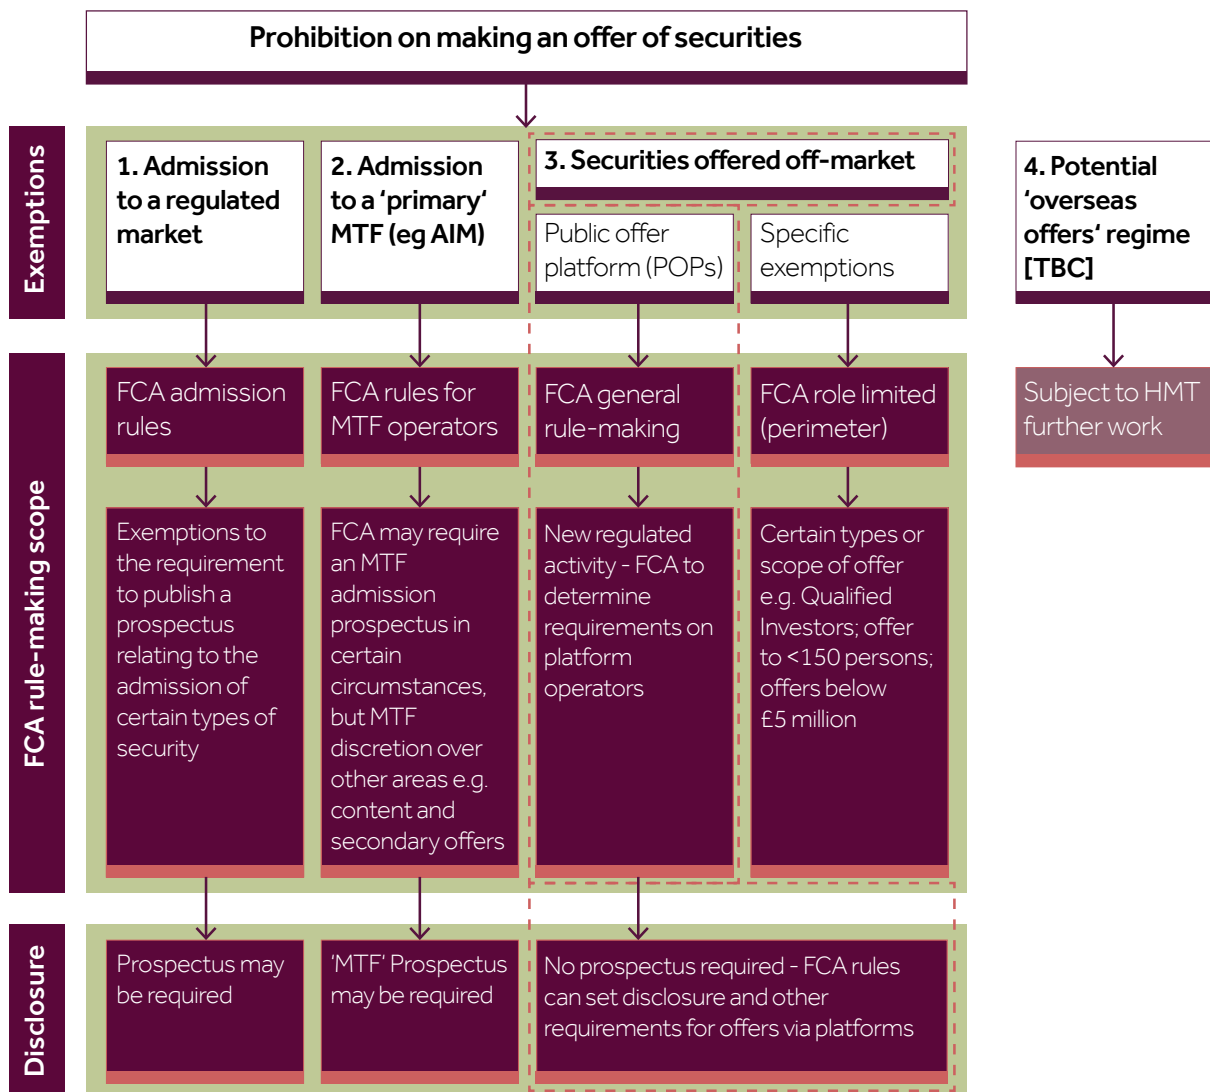 Prohibition on making an offer of securities
Exemptions
1. Admission
to a regulated
market
2. Admission
to a ‘primary‘
MTF (eg AIM)
3. Securities offered off-market
Public offer
platform (POPs)
Specific
exemptions
4. Potential
‘overseas
offers‘ regime
[TBC]
FCA rule-making scope
FCA admission
rules
FCA rules for
MTF operators
FCA general
rule-making
FCA role limited
(perimeter)
Subject to HMT
further work
Exemptions to
the requirement
to publish a
prospectus
relating to the
admission of
certain types of
security
FCA may require
an MTF
admission
prospectus in
certain
circumstances,
but MTF
discretion over
other areas e.g.
content and
secondary offers
New regulated
activity - FCA to
determine
requirements on
platform
operators
Certain types or
scope of offer
e.g. Qualified
Investors; offer
to <150 persons;
offers below
£5 million
Disclosure
Prospectus may
be required
‘MTF’ Prospectus
may be required
No prospectus required - FCA rules
can set disclosure and other
requirements for offers via platforms